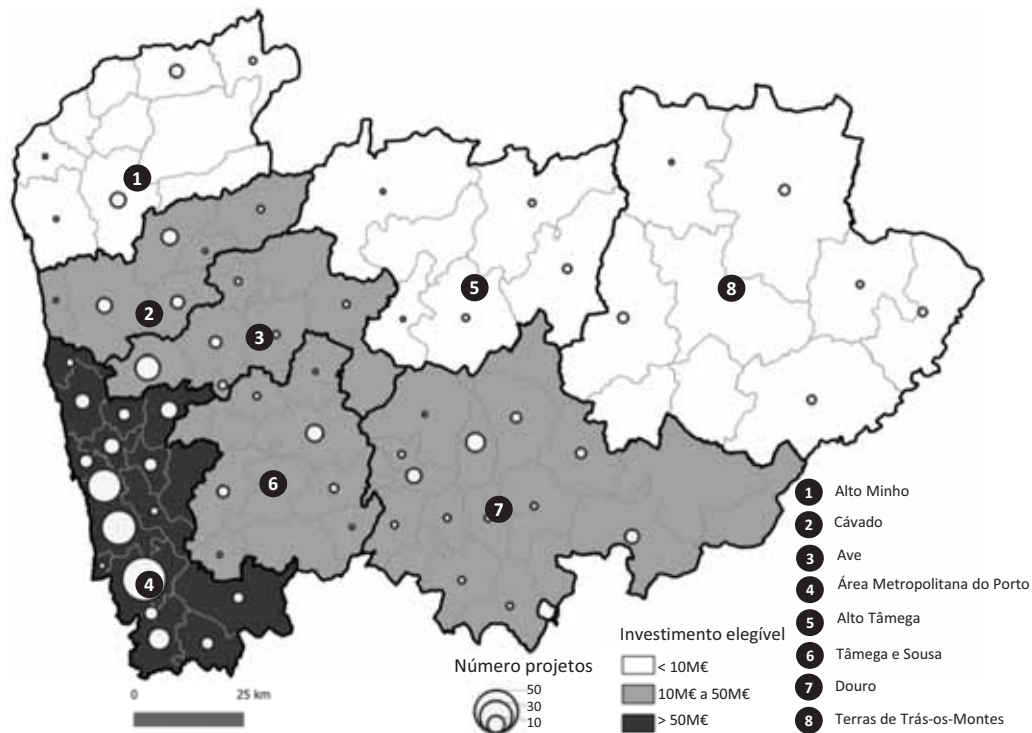 1
2
3
4
5
6
7
8
0 25 km
Número projetos
50
30
10
Investimento elegível
< 10M€
10M€ a 50M€
> 50M€
1 Alto Minho
2 Cávado
3 Ave
4 Área Metropolitana do Porto
5 Alto Tâmega
6 Tâmega e Sousa
7 Douro
8 Terras de Trás-os-Montes